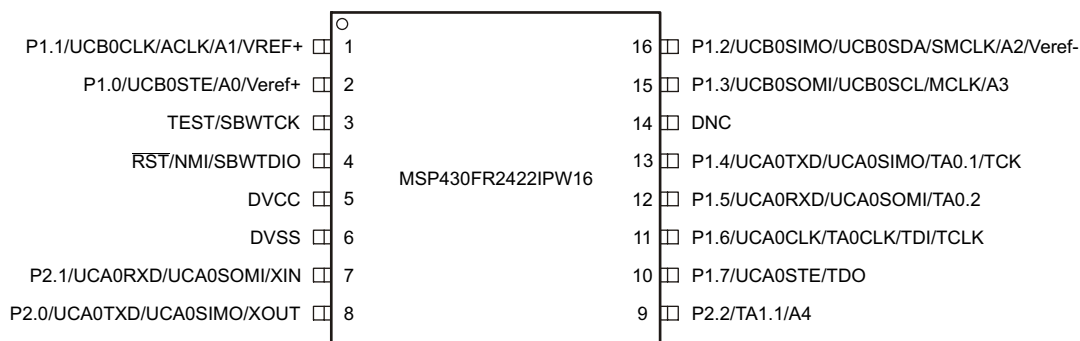 P1.1/UCB0CLK/ACLK/A1/VREF+ 1 16 P1.2/UCB0SIMO/UCB0SDA/SMCLK/A2/Veref-
P1.0/UCB0STE/A0/Veref+ 2 15 P1.3/UCB0SOMI/UCB0SCL/MCLK/A3
TEST/SBWTCK 3 14 DNC
RST/NMI/SBWTDIO 4 13 P1.4/UCA0TXD/UCA0SIMO/TA0.1/TCK
MSP430FR2422IPW16
DVCC 5 12 P1.5/UCA0RXD/UCA0SOMI/TA0.2
DVSS 6 11 P1.6/UCA0CLK/TA0CLK/TDI/TCLK
P2.1/UCA0RXD/UCA0SOMI/XIN 7 10 P1.7/UCA0STE/TDO
P2.0/UCA0TXD/UCA0SIMO/XOUT 8 9 P2.2/TA1.1/A4